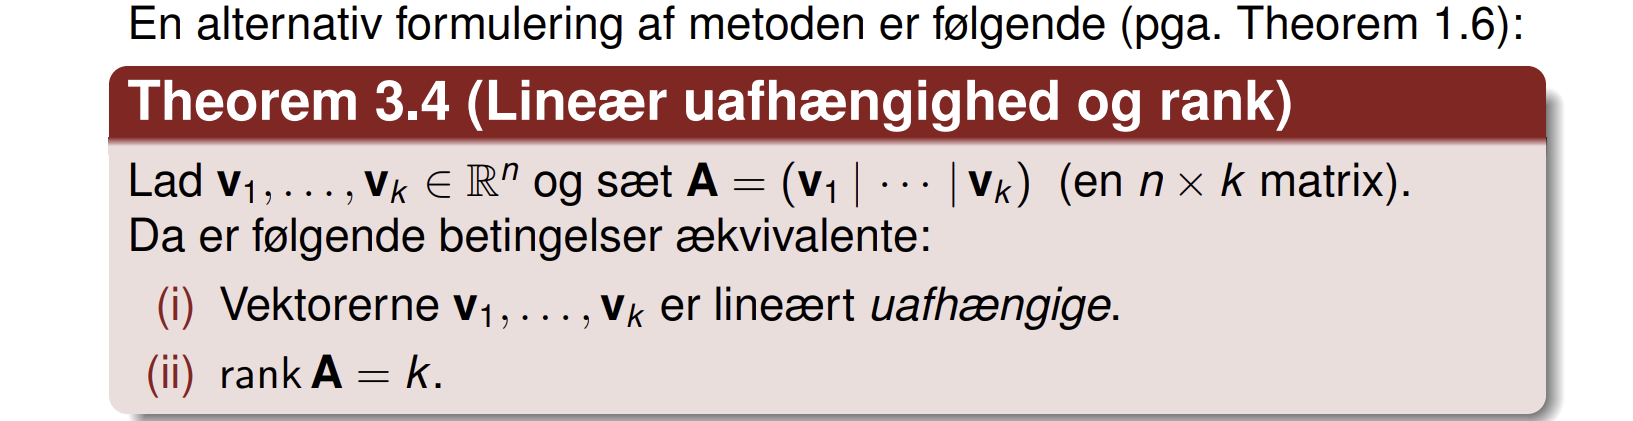 En alternativ formulering af metoden er følgende (pga. Theorem 1.6):
Theorem 3.4 (Lineær uafhængighed og rank)
Lad v₁, . . . , vₖ ∈ ℝⁿ og sæt A = (v₁ | · · · | vₖ) (en n × k matrix).
Da er følgende betingelser ækvivalente:
(i) Vektorerne v₁, . . . , vₖ er lineært uafhængige.
(ii) rank A = k.